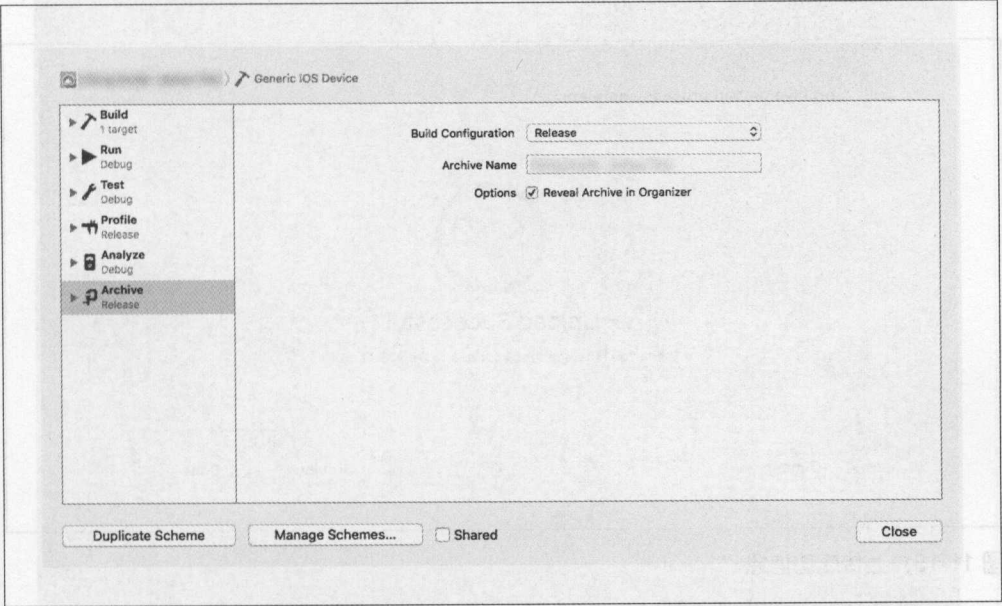 Generic iOS Device
Build
1 target
Run
Debug
Test
Debug
Profile
Release
Analyze
Debug
Archive
Release
Build Configuration Release
Archive Name
Options Reveal Archive in Organizer
Duplicate Scheme Manage Schemes... Shared Close